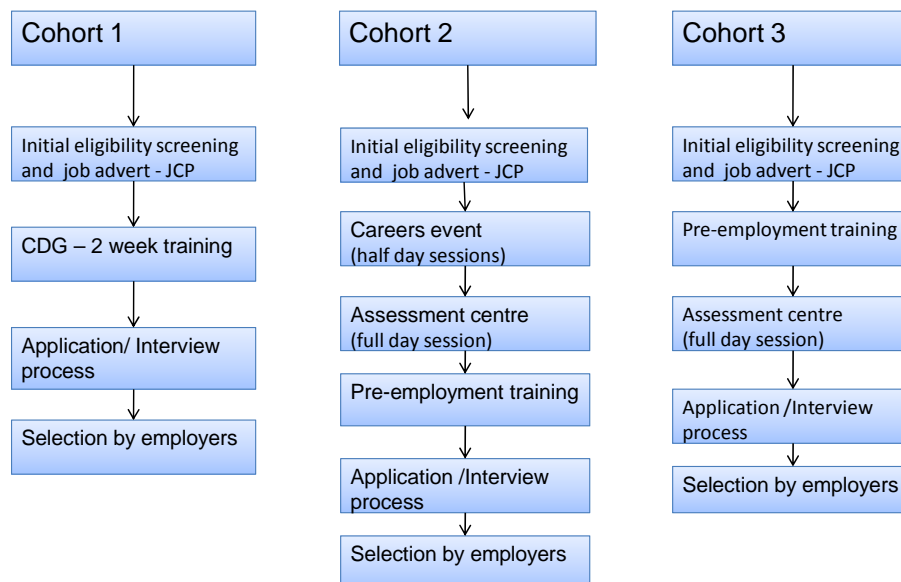 Cohort 1
Initial eligibility screening
and job advert - JCP
CDG – 2 week training
Application/ Interview
process
Selection by employers
Cohort 2
Initial eligibility screening
and job advert - JCP
Careers event
(half day sessions)
Assessment centre
(full day session)
Pre-employment training
Application /Interview
process
Selection by employers
Cohort 3
Initial eligibility screening
and job advert - JCP
Pre-employment training
Assessment centre
(full day session)
Application /Interview
process
Selection by employers